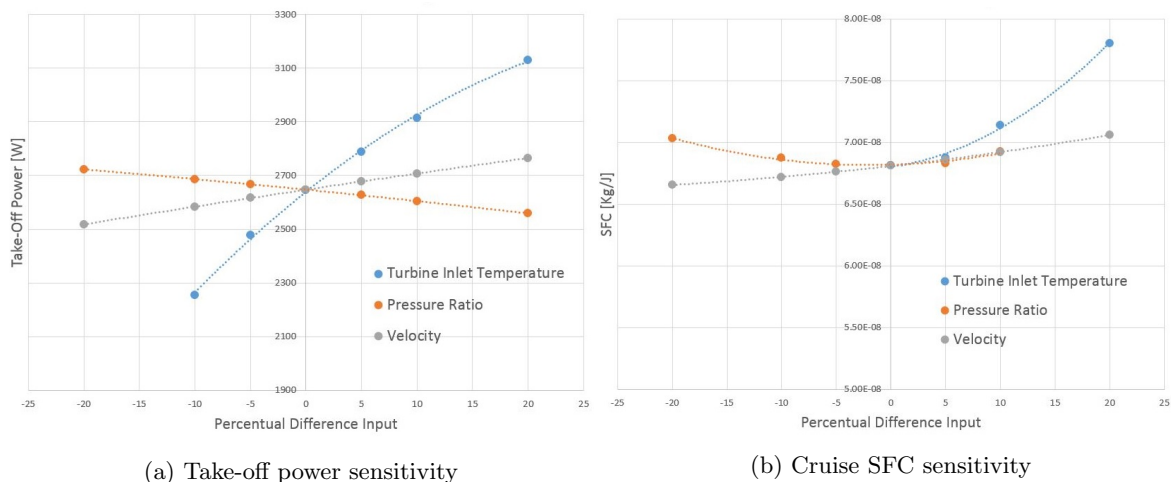 3300
3100
2900
2700
2500
2300
2100
1900
-25 -20 -15 -10 -5 0 5 10 15 20 25
Take-Off Power [W]
Percentual Difference Input
Turbine Inlet Temperature
Pressure Ratio
Velocity
(a) Take-off power sensitivity
8.00E-08
7.50E-08
7.00E-08
6.50E-08
6.00E-08
5.50E-08
5.00E-08
-25 -20 -15 -10 -5 0 5 10 15 20 25
SFC [Kg/J]
Percentual Difference Input
Turbine Inlet Temperature
Pressure Ratio
Velocity
(b) Cruise SFC sensitivity